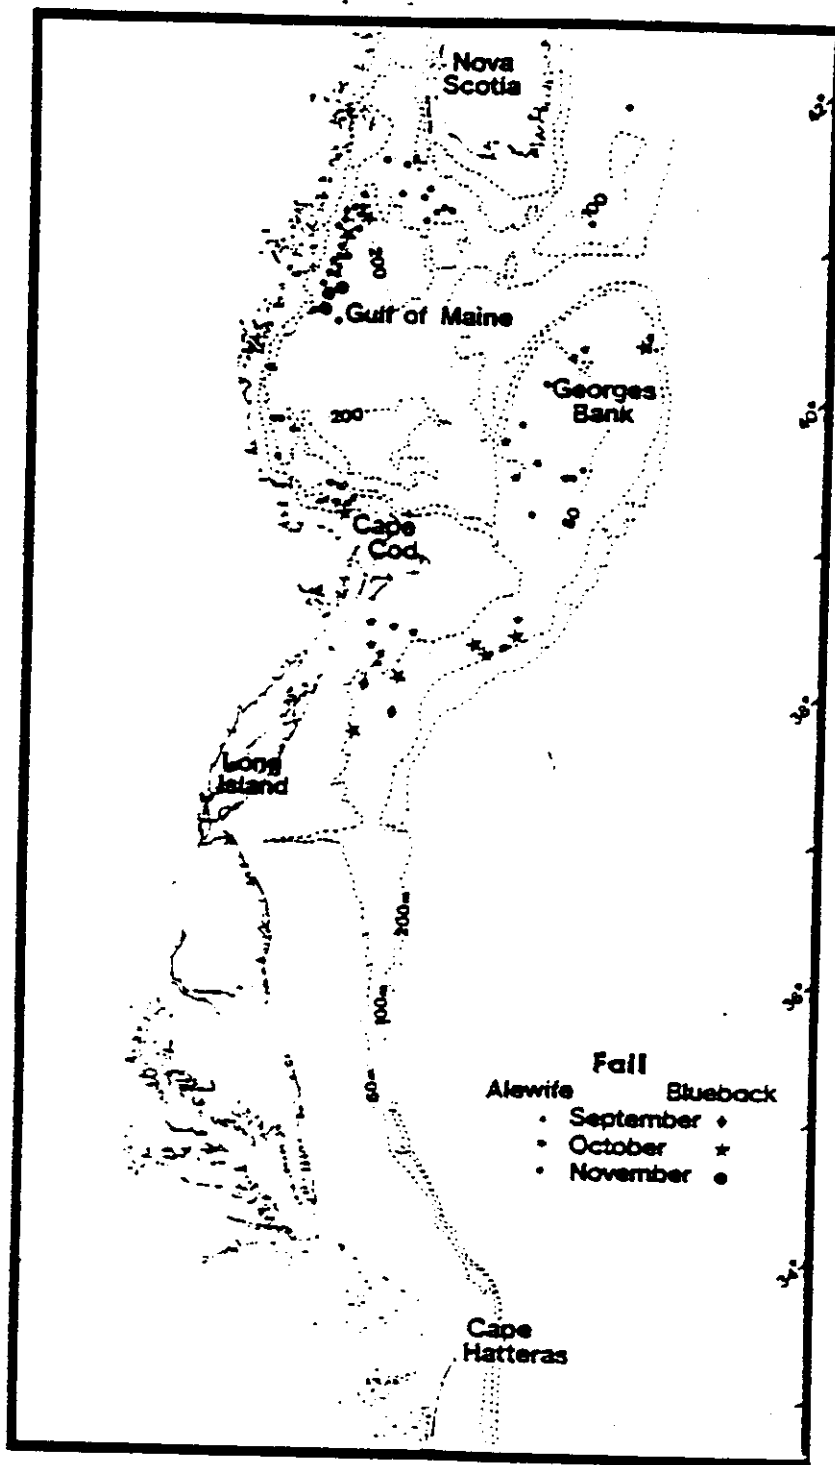 Nova
Scotia
200
Gulf of Maine
Georges
Bank
200
60
Cape
Cod
Long
Island
200m
100m
60m
Fall
Alewife Blueback
September
October
November
Cape
Hatteras